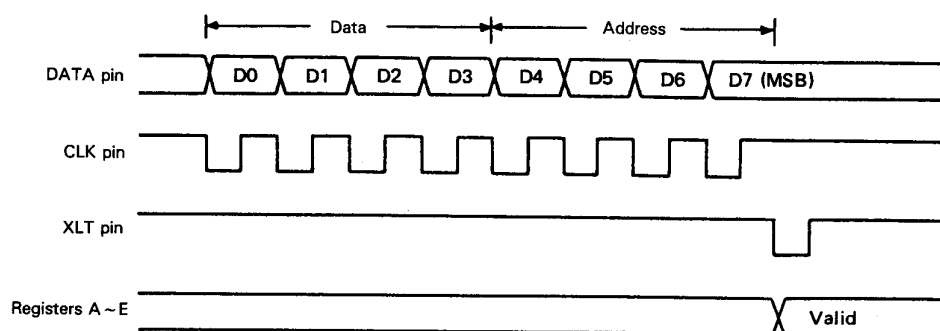 Data Address
DATA pin D0 D1 D2 D3 D4 D5 D6 D7 (MSB)
CLK pin
XLT pin
Registers A ~ E Valid